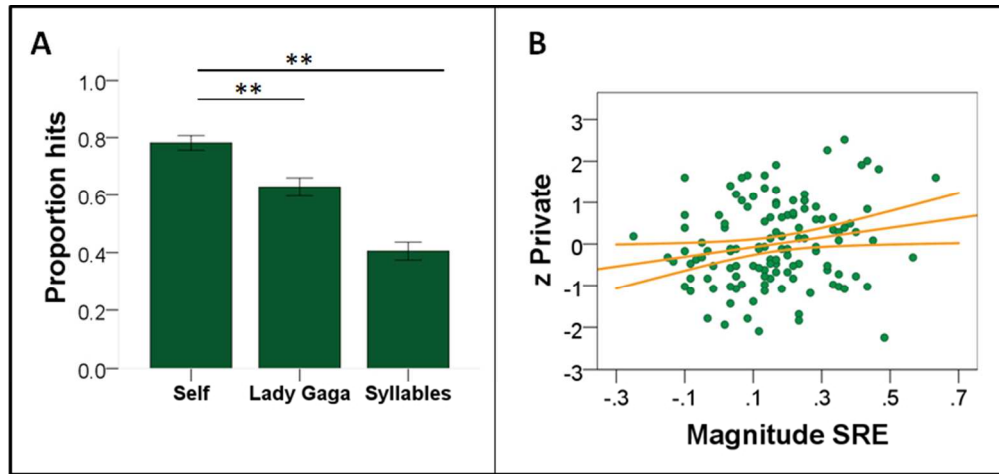 A
**
**
Proportion hits
1.0
0.8
0.6
0.4
0.2
0.0
Self Lady Gaga Syllables
B
z Private
3
2
1
0
-1
-2
-3
-.3 -.1 .1 .3 .5 .7
Magnitude SRE